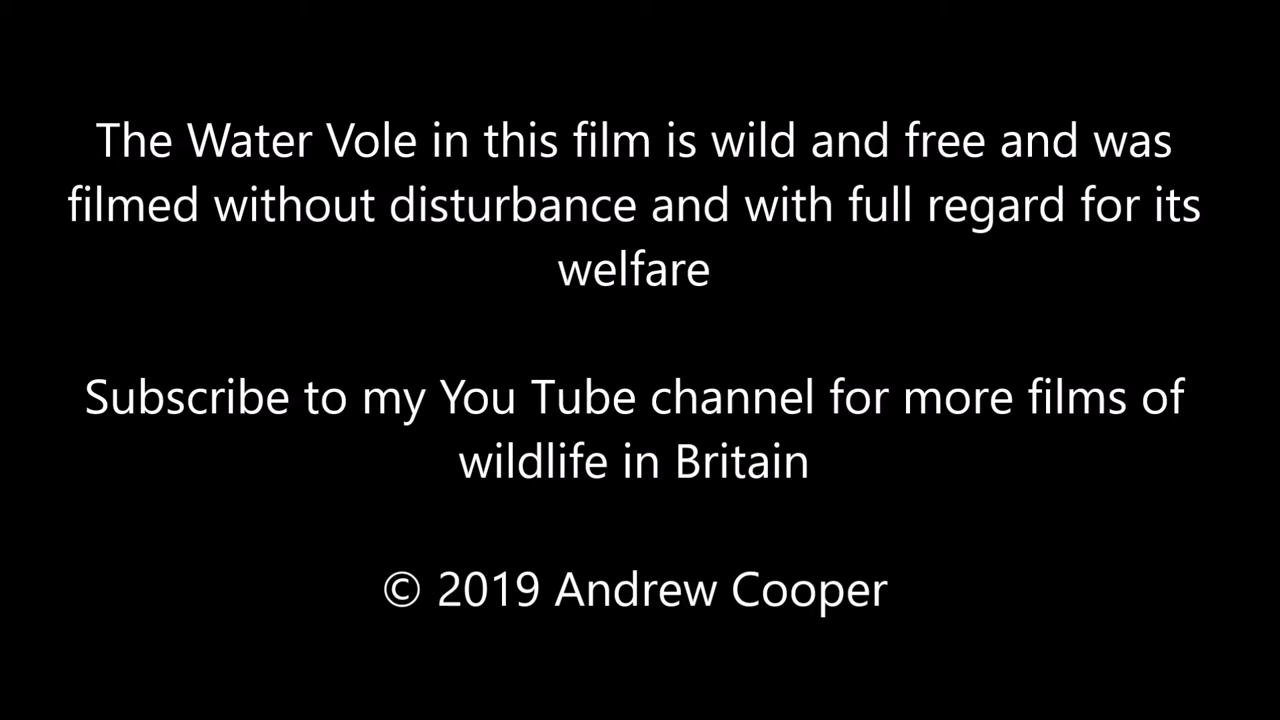 The Water Vole in this film is wild and free and was
filmed without disturbance and with full regard for its
welfare
Subscribe to my You Tube channel for more films of
wildlife in Britain
© 2019 Andrew Cooper